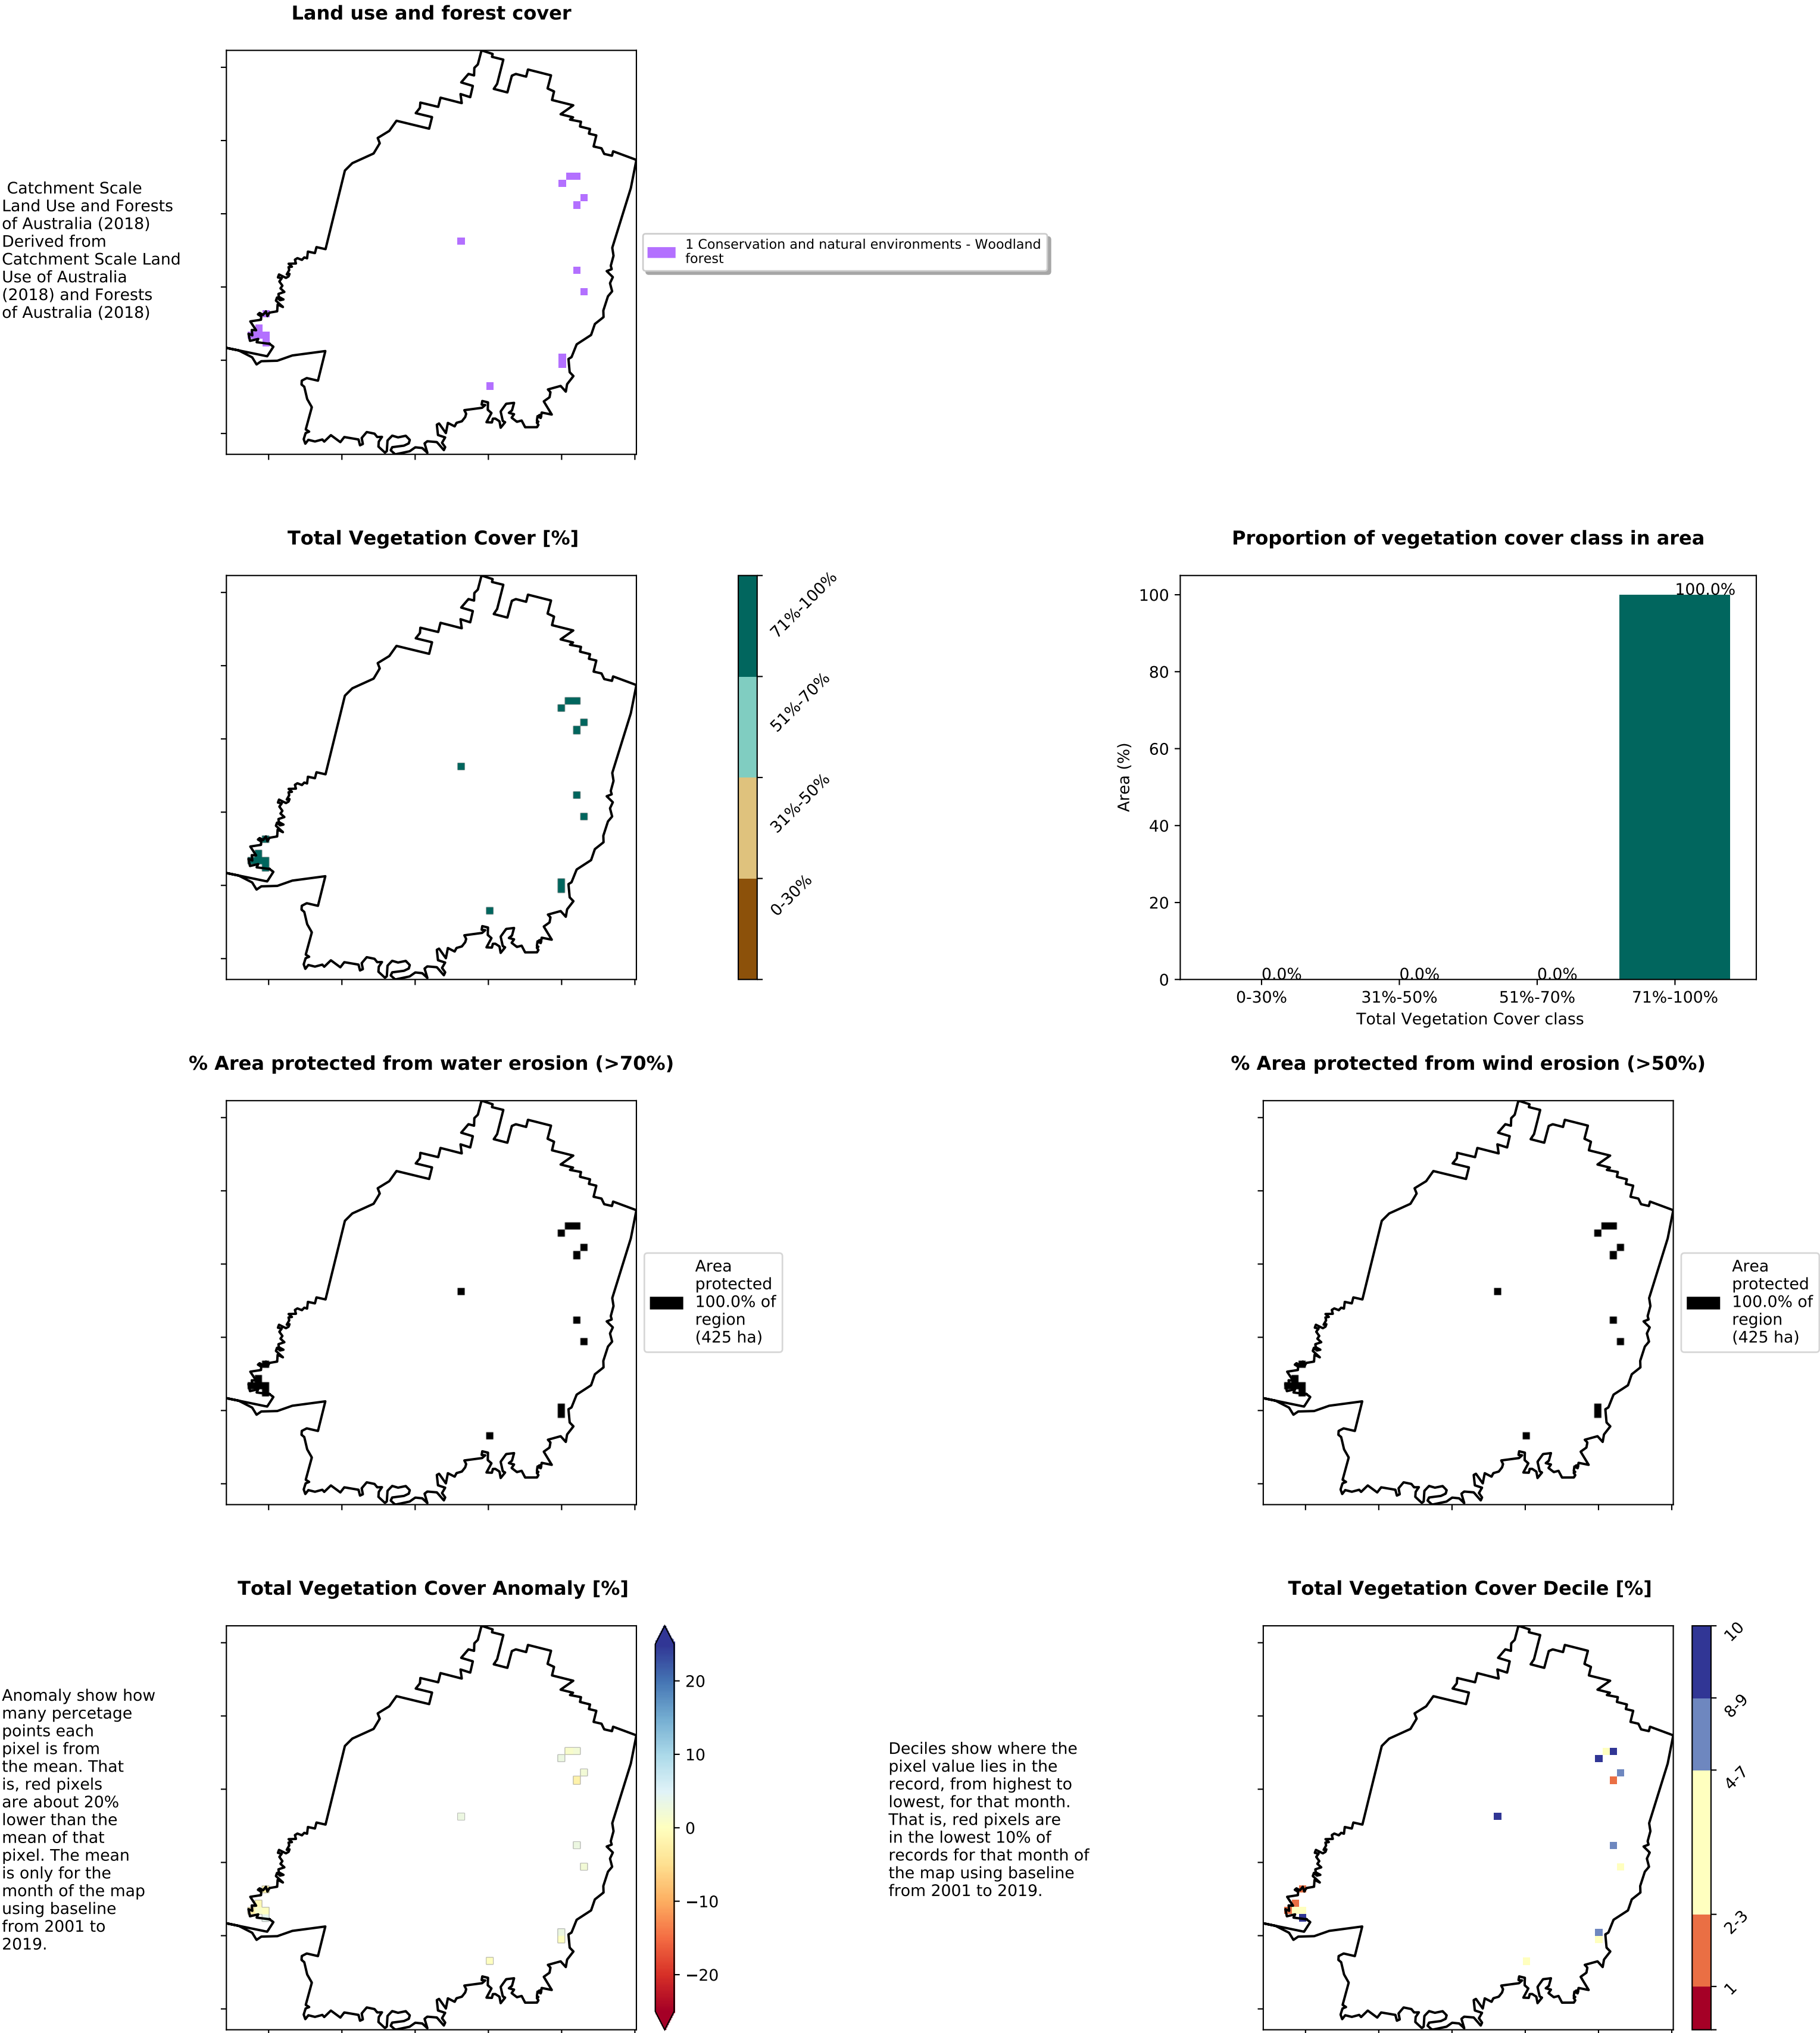 Land use and forest cover
Catchment Scale
Land Use and Forests
of Australia (2018)
Derived from
Catchment Scale Land
Use of Australia
(2018) and Forests
of Australia (2018)
1 Conservation and natural environments - Woodland
forest
Total Vegetation Cover [%]
71%-100%
51%-70%
31%-50%
0-30%
Proportion of vegetation cover class in area
100.0%
100
80
60
40
20
0
Area (%)
0.0%
0.0%
0.0%
0-30%
31%-50%
51%-70%
71%-100%
Total Vegetation Cover class
% Area protected from water erosion (>70%)
Area
protected
100.0% of
region
(425 ha)
% Area protected from wind erosion (>50%)
Area
protected
100.0% of
region
(425 ha)
Total Vegetation Cover Anomaly [%]
Anomaly show how
many percetage
points each
pixel is from
the mean. That
is, red pixels
are about 20%
lower than the
mean of that
pixel. The mean
is only for the
month of the map
using baseline
from 2001 to
2019.
20
10
0
−10
−20
Total Vegetation Cover Decile [%]
Deciles show where the
pixel value lies in the
record, from highest to
lowest, for that month.
That is, red pixels are
in the lowest 10% of
records for that month of
the map using baseline
from 2001 to 2019.
10
8-9
4-7
2-3
1